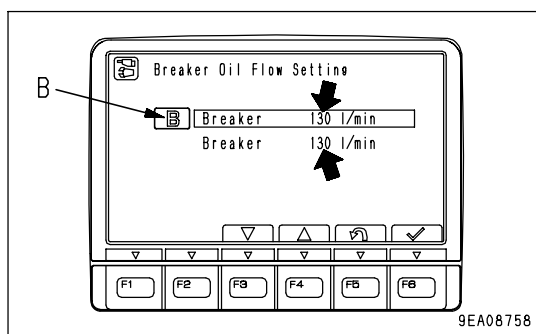 Breaker Oil Flow Setting
B
B Breaker 130 l/min
Breaker 130 l/min
F1 F2 F3 F4 F5 F6
9EA08758